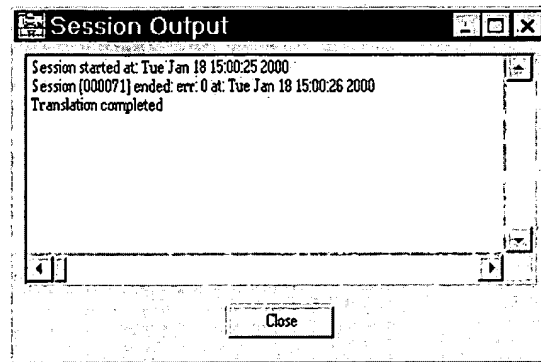 Session Output
Session started at: Tue Jan 18 15:00:25 2000
Session [000071] ended: err: 0 at: Tue Jan 18 15:00:26 2000
Translation completed
Close